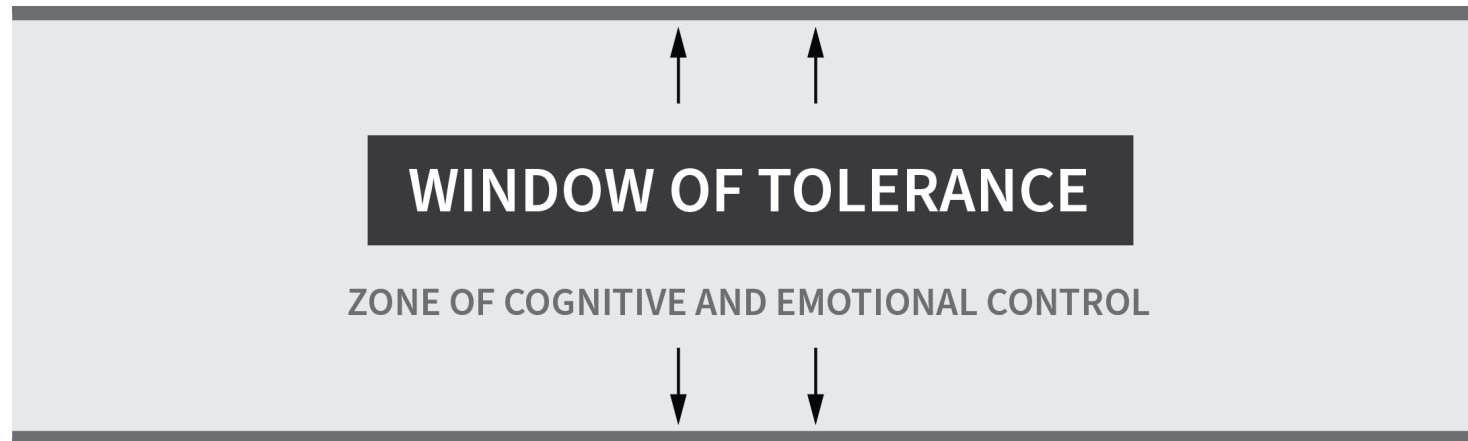 WINDOW OF TOLERANCE
ZONE OF COGNITIVE AND EMOTIONAL CONTROL